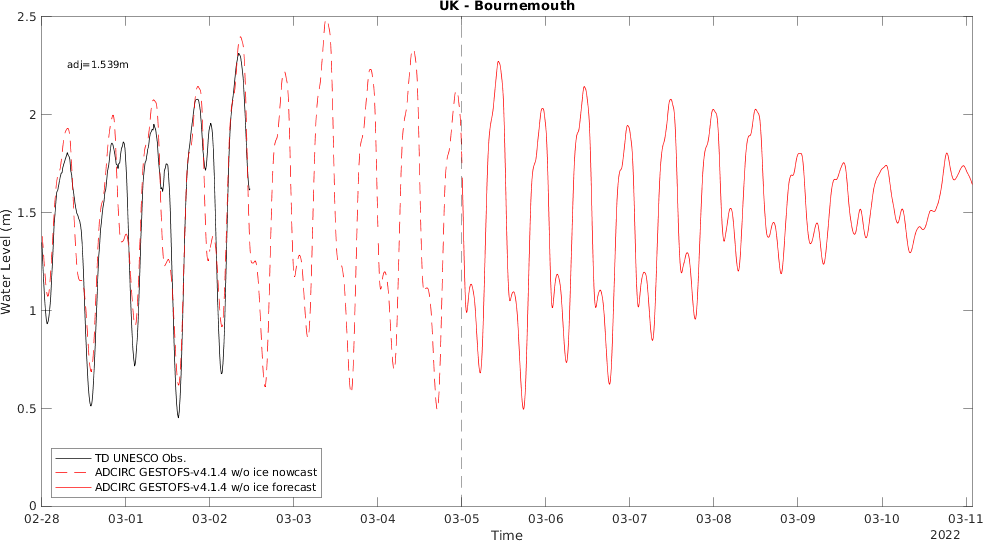 UK - Bournemouth
2.5
adj=1.539m
2
1.5
Water Level (m)
1
0.5
TD UNESCO Obs.
ADCIRC GESTOFS-v4.1.4 w/o ice nowcast
ADCIRC GESTOFS-v4.1.4 w/o ice forecast
0
02-28 03-01 03-02 03-03 03-04 03-05 03-06 03-07 03-08 03-09 03-10 03-11
Time
2022